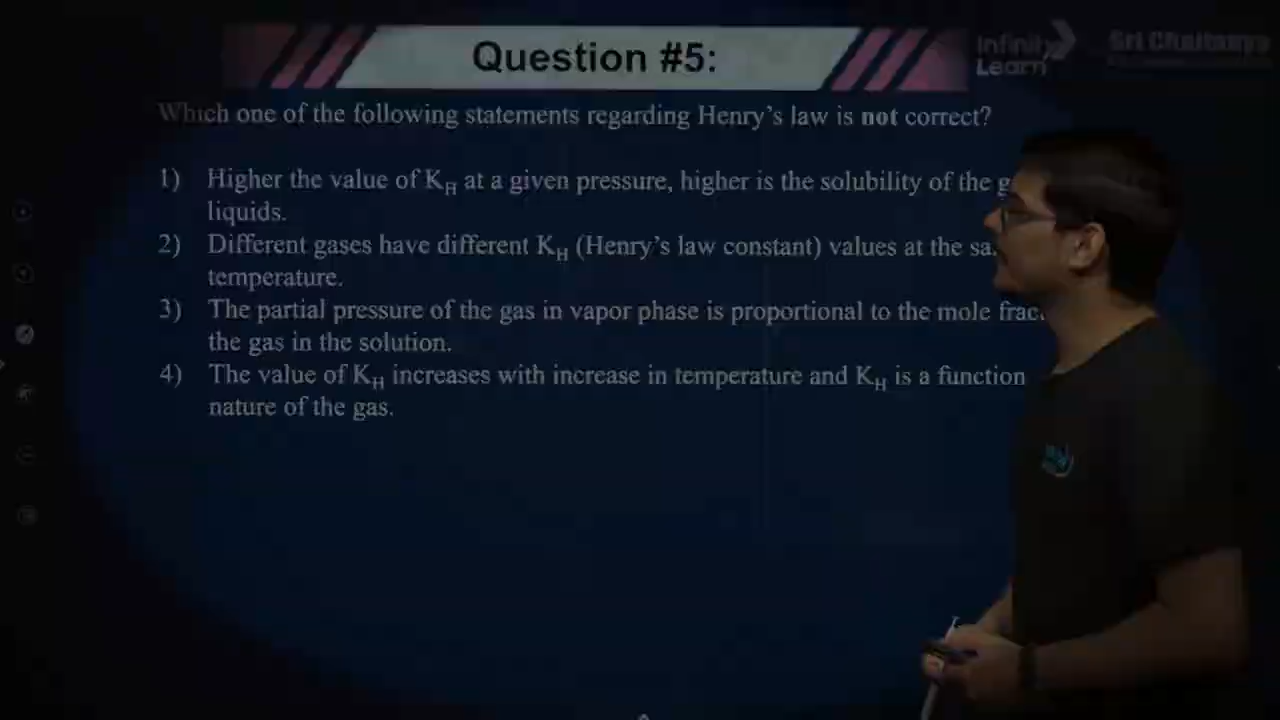 Question #5:
Infinity
Learn
Sri Chaitanya
Which one of the following statements regarding Henry's law is not correct?
1) Higher the value of KH at a given pressure, higher is the solubility of the
liquids.
2) Different gases have different KH (Henry's law constant) values at the
temperature.
3) The partial pressure of the gas in vapor phase is proportional to the mole
the gas in the solution.
4) The value of KH increases with increase in temperature and KH is a function
nature of the gas.